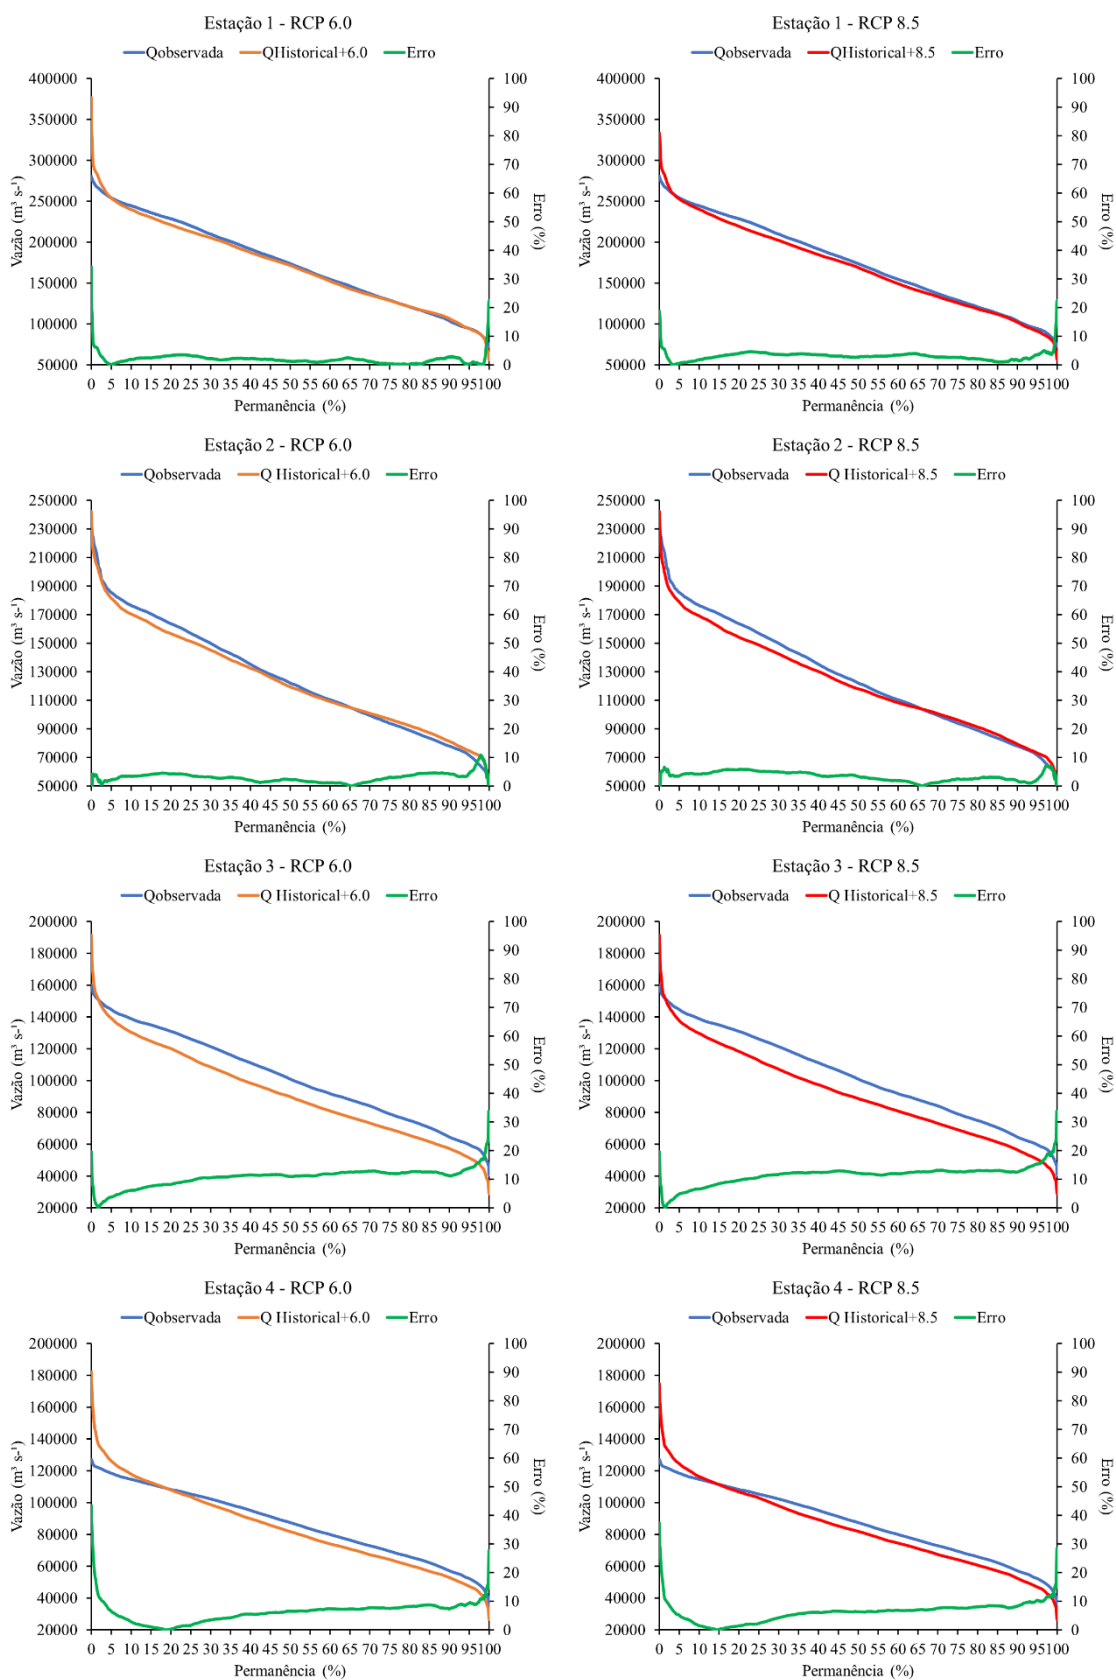 Estação 1 - RCP 6.0
Qobservada QHistorical+6.0 Erro
400000 350000 300000 250000 200000 150000 100000 50000
Vazão (m³ s-¹)
100 90 80 70 60 50 40 30 20 10 0
Erro (%)
0 5 10 15 20 25 30 35 40 45 50 55 60 65 70 75 80 85 90 95 100
Permanência (%)
Estação 1 - RCP 8.5
Qobservada QHistorical+8.5 Erro
400000 350000 300000 250000 200000 150000 100000 50000
Vazão (m³ s-¹)
100 90 80 70 60 50 40 30 20 10 0
Erro (%)
0 5 10 15 20 25 30 35 40 45 50 55 60 65 70 75 80 85 90 95 100
Permanência (%)
Estação 2 - RCP 6.0
Qobservada Q Historical+6.0 Erro
250000 230000 210000 190000 170000 150000 130000 110000 90000 70000 50000
Vazão (m³ s-¹)
100 90 80 70 60 50 40 30 20 10 0
Erro (%)
0 5 10 15 20 25 30 35 40 45 50 55 60 65 70 75 80 85 90 95 100
Permanência (%)
Estação 2 - RCP 8.5
Qobservada Q Historical+8.5 Erro
250000 230000 210000 190000 170000 150000 130000 110000 90000 70000 50000
Vazão (m³ s-¹)
100 90 80 70 60 50 40 30 20 10 0
Erro (%)
0 5 10 15 20 25 30 35 40 45 50 55 60 65 70 75 80 85 90 95 100
Permanência (%)
Estação 3 - RCP 6.0
Qobservada Q Historical+6.0 Erro
200000 180000 160000 140000 120000 100000 80000 60000 40000 20000
Vazão (m³ s-¹)
100 90 80 70 60 50 40 30 20 10 0
Erro (%)
0 5 10 15 20 25 30 35 40 45 50 55 60 65 70 75 80 85 90 95 100
Permanência (%)
Estação 3 - RCP 8.5
Qobservada Q Historical+8.5 Erro
200000 180000 160000 140000 120000 100000 80000 60000 40000 20000
Vazão (m³ s-¹)
100 90 80 70 60 50 40 30 20 10 0
Erro (%)
0 5 10 15 20 25 30 35 40 45 50 55 60 65 70 75 80 85 90 95 100
Permanência (%)
Estação 4 - RCP 6.0
Qobservada Q Historical+6.0 Erro
200000 180000 160000 140000 120000 100000 80000 60000 40000 20000
Vazão (m³ s-¹)
100 90 80 70 60 50 40 30 20 10 0
Erro (%)
0 5 10 15 20 25 30 35 40 45 50 55 60 65 70 75 80 85 90 95 100
Permanência (%)
Estação 4 - RCP 8.5
Qobservada Q Historical+8.5 Erro
200000 180000 160000 140000 120000 100000 80000 60000 40000 20000
Vazão (m³ s-¹)
100 90 80 70 60 50 40 30 20 10 0
Erro (%)
0 5 10 15 20 25 30 35 40 45 50 55 60 65 70 75 80 85 90 95 100
Permanência (%)